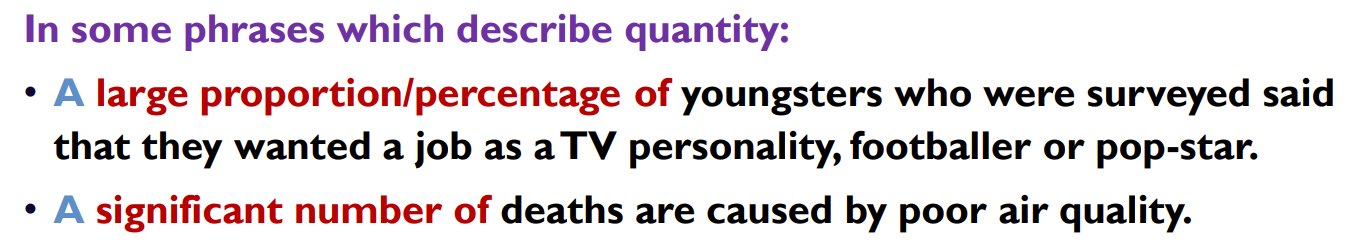 In some phrases which describe quantity:
• A large proportion/percentage of youngsters who were surveyed said
that they wanted a job as a TV personality, footballer or pop-star.
• A significant number of deaths are caused by poor air quality.